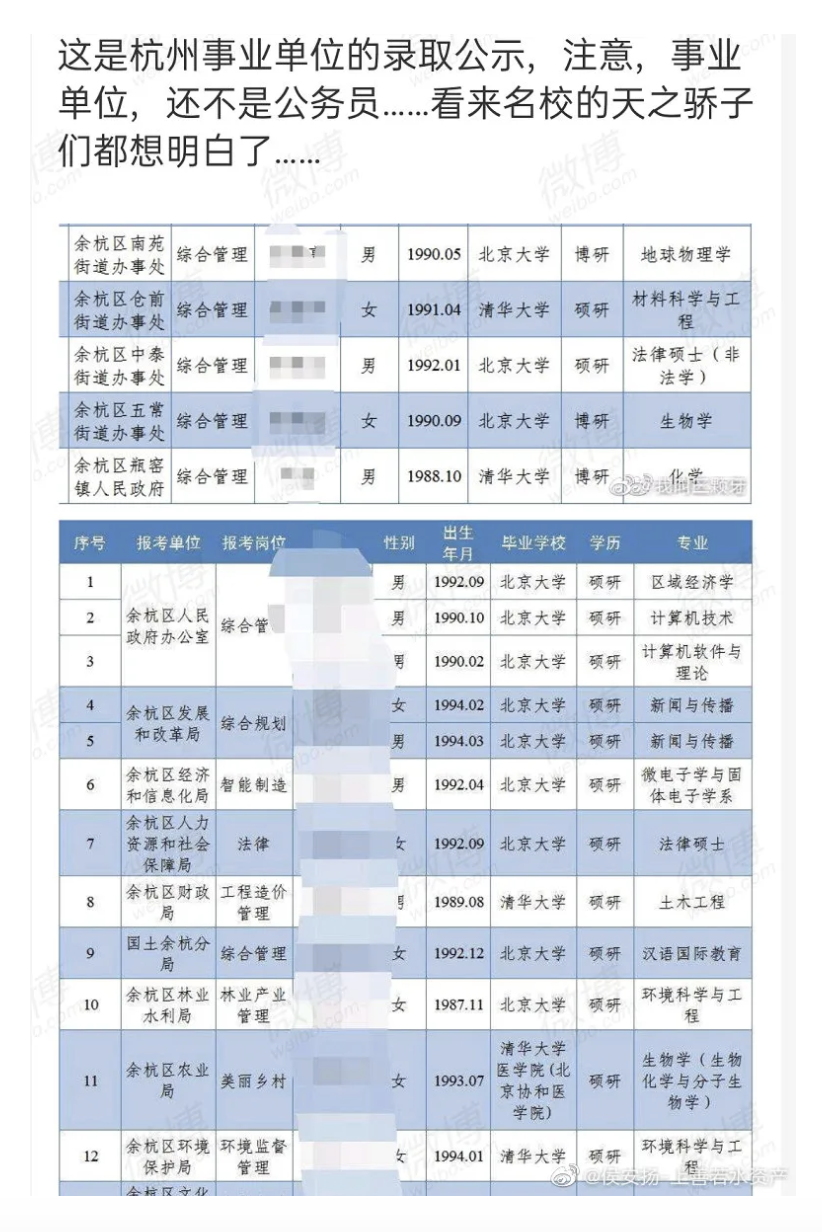 这是杭州事业单位的录取公示，注意，事业
单位，还不是公务员……看来名校的天之骄子
们都想明白了……
余杭区南苑街道办事处 综合管理 男 1990.05 北京大学 博研 地球物理学
余杭区仓前街道办事处 综合管理 女 1991.04 清华大学 硕研 材料科学与工程
余杭区中泰街道办事处 综合管理 男 1992.01 北京大学 硕研 法律硕士（非法学）
余杭区五常街道办事处 综合管理 女 1990.09 北京大学 博研 生物学
余杭区瓶窑镇人民政府 综合管理 男 1988.10 清华大学 博研 化学
序号 报考单位 报考岗位 性别 出生年月 毕业学校 学历 专业
1 余杭区人民政府办公室 综合管 男 1992.09 北京大学 硕研 区域经济学
2 男 1990.10 北京大学 硕研 计算机技术
3 男 1990.02 北京大学 硕研 计算机软件与理论
4 余杭区发展和改革局 综合规划 女 1994.02 北京大学 硕研 新闻与传播
5 男 1994.03 北京大学 硕研 新闻与传播
6 余杭区经济和信息化局 智能制造 男 1992.04 北京大学 硕研 微电子学与固体电子学系
7 余杭区人力资源和社会保障局 法律 女 1992.09 北京大学 硕研 法律硕士
8 余杭区财政局 工程造价管理 男 1989.08 清华大学 硕研 土木工程
9 国土余杭分局 综合管理 女 1992.12 北京大学 硕研 汉语国际教育
10 余杭区林业水利局 林业产业管理 女 1987.11 北京大学 硕研 环境科学与工程
11 余杭区农业局 美丽乡村 女 1993.07 清华大学医学院(北京协和医学院) 硕研 生物学（生物化学与分子生物学）
12 余杭区环境保护局 环境监督管理 女 1994.01 清华大学 硕研 环境科学与工程
余杭区文化
@侯安扬-上善若水资产
微博
weibo.com